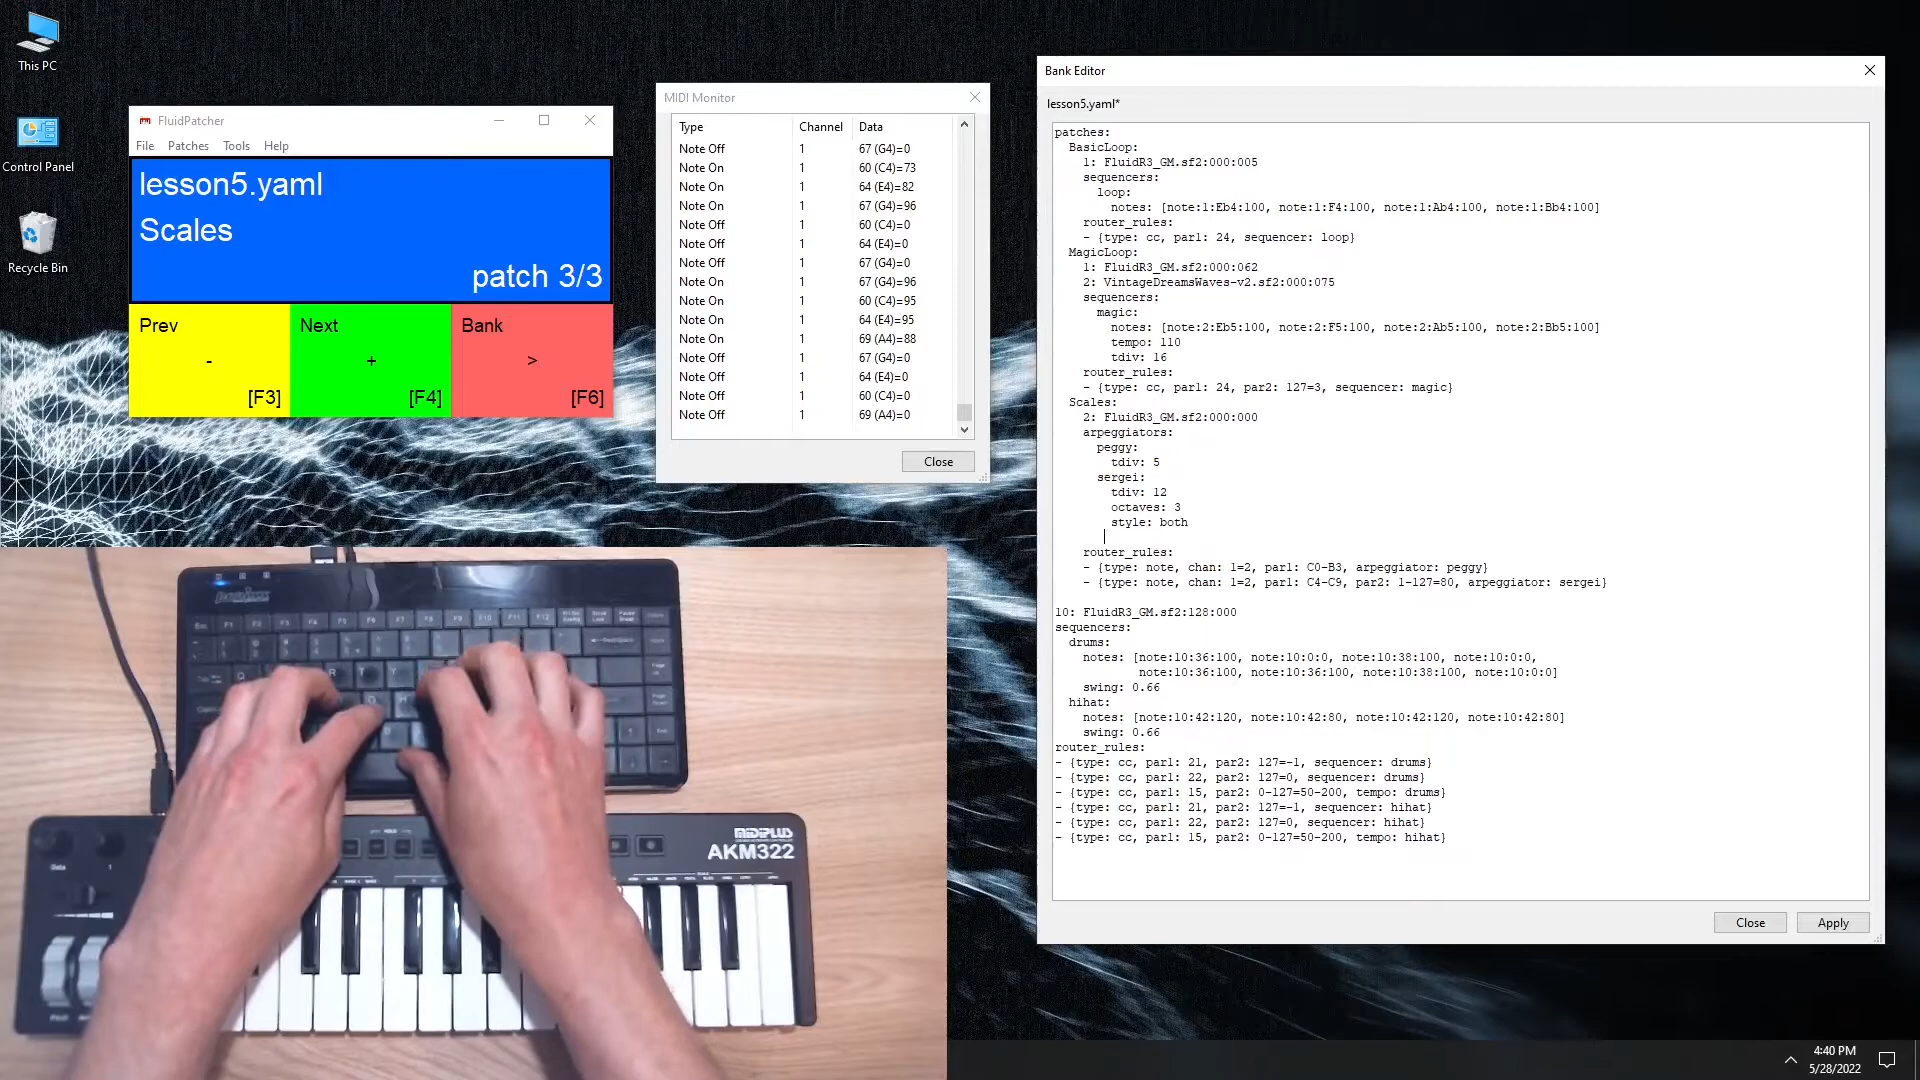 This PC
Control Panel
Recycle Bin
FluidPatcher
File Patches Tools Help
lesson5.yaml
Scales
patch 3/3
Prev
-
[F3]
Next
+
[F4]
Bank
>
[F6]
MIDI Monitor
Type Channel Data
Note Off 1 67 (G4)=0
Note On 1 60 (C4)=73
Note On 1 64 (E4)=82
Note On 1 67 (G4)=96
Note Off 1 60 (C4)=0
Note Off 1 64 (E4)=0
Note Off 1 67 (G4)=0
Note On 1 67 (G4)=96
Note On 1 60 (C4)=95
Note On 1 64 (E4)=95
Note On 1 69 (A4)=88
Note Off 1 67 (G4)=0
Note Off 1 64 (E4)=0
Note Off 1 60 (C4)=0
Note Off 1 69 (A4)=0
Close
Bank Editor
lesson5.yaml*
patches:
BasicLoop:
1: FluidR3_GM.sf2:000:005
sequencers:
loop:
notes: [note:1:Eb4:100, note:1:F4:100, note:1:Ab4:100, note:1:Bb4:100]
router_rules:
- {type: cc, par1: 24, sequencer: loop}
MagicLoop:
1: FluidR3_GM.sf2:000:062
2: VintageDreamsWaves-v2.sf2:000:075
sequencers:
magic:
notes: [note:2:Eb5:100, note:2:F5:100, note:2:Ab5:100, note:2:Bb5:100]
tempo: 110
tdiv: 16
router_rules:
- {type: cc, par1: 24, par2: 127=3, sequencer: magic}
Scales:
2: FluidR3_GM.sf2:000:000
arpeggiators:
peggy:
tdiv: 5
sergei:
tdiv: 12
octaves: 3
style: both
router_rules:
- {type: note, chan: 1=2, par1: C0-B3, arpeggiator: peggy}
- {type: note, chan: 1=2, par1: C4-C9, par2: 1-127=80, arpeggiator: sergei}
10: FluidR3_GM.sf2:128:000
sequencers:
drums:
notes: [note:10:36:100, note:10:0:0, note:10:38:100, note:10:0:0,
note:10:36:100, note:10:36:100, note:10:38:100, note:10:0:0]
swing: 0.66
hihat:
notes: [note:10:42:120, note:10:42:80, note:10:42:120, note:10:42:80]
swing: 0.66
router_rules:
- {type: cc, par1: 21, par2: 127=-1, sequencer: drums}
- {type: cc, par1: 22, par2: 127=0, sequencer: drums}
- {type: cc, par1: 15, par2: 0-127=50-200, tempo: drums}
- {type: cc, par1: 21, par2: 127=-1, sequencer: hihat}
- {type: cc, par1: 22, par2: 127=0, sequencer: hihat}
- {type: cc, par1: 15, par2: 0-127=50-200, tempo: hihat}
Close
Apply
MIDIPLUS
AKM322
4:40 PM
5/28/2022